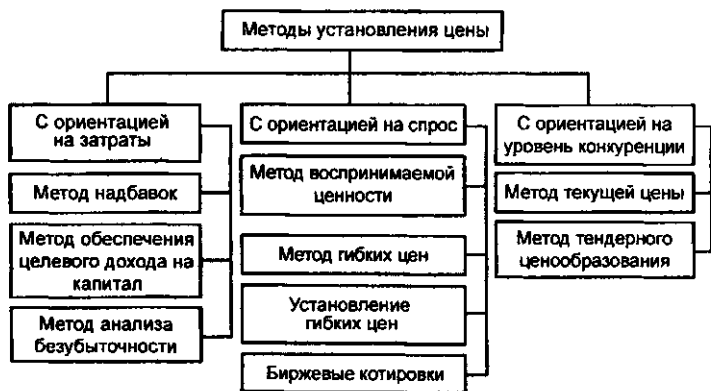 Методы установления цены
С ориентацией
на затраты
Метод надбавок
Метод обеспечения
целевого дохода на
капитал
Метод анализа
безубыточности
С ориентацией на спрос
Метод воспринимаемой
ценности
Метод гибких цен
Установление
гибких цен
Биржевые котировки
С ориентацией на
уровень конкуренции
Метод текущей цены
Метод тендерного
ценообразования